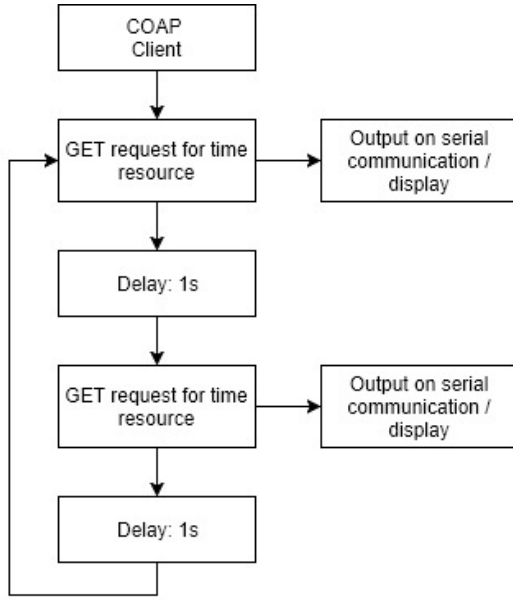 COAP
Client
GET request for time
resource
Output on serial
communication /
display
Delay: 1s
GET request for time
resource
Output on serial
communication /
display
Delay: 1s